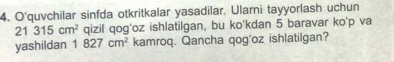 4. O'quvchilar sinfda otkritkalar yasadilar. Ularni tayyorlash uchun
21 315 cm² qizil qog'oz ishlatilgan, bu ko'kdan 5 baravar ko'p va
yashildan 1 827 cm² kamroq. Qancha qog'oz ishlatilgan?